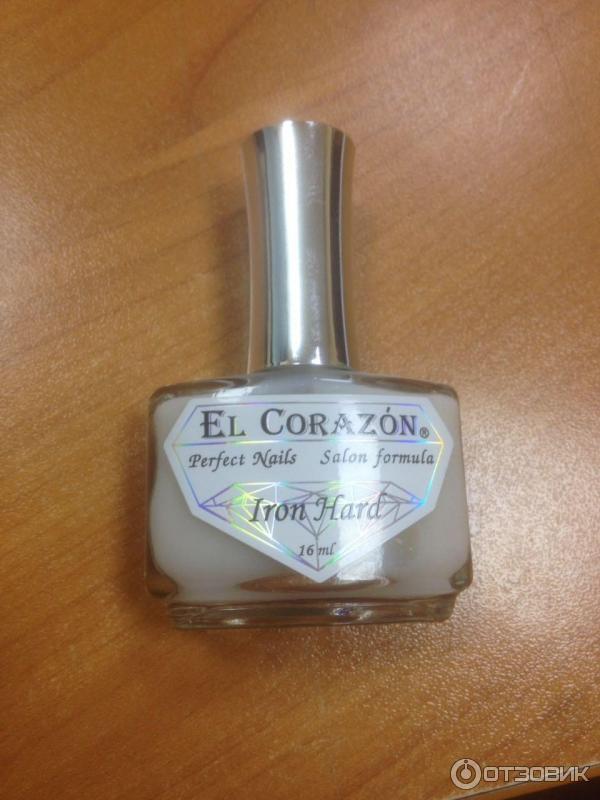 EL CORAZÓN®
Perfect Nails Salon formula
Iron Hard
16 ml
ОТЗОВИК